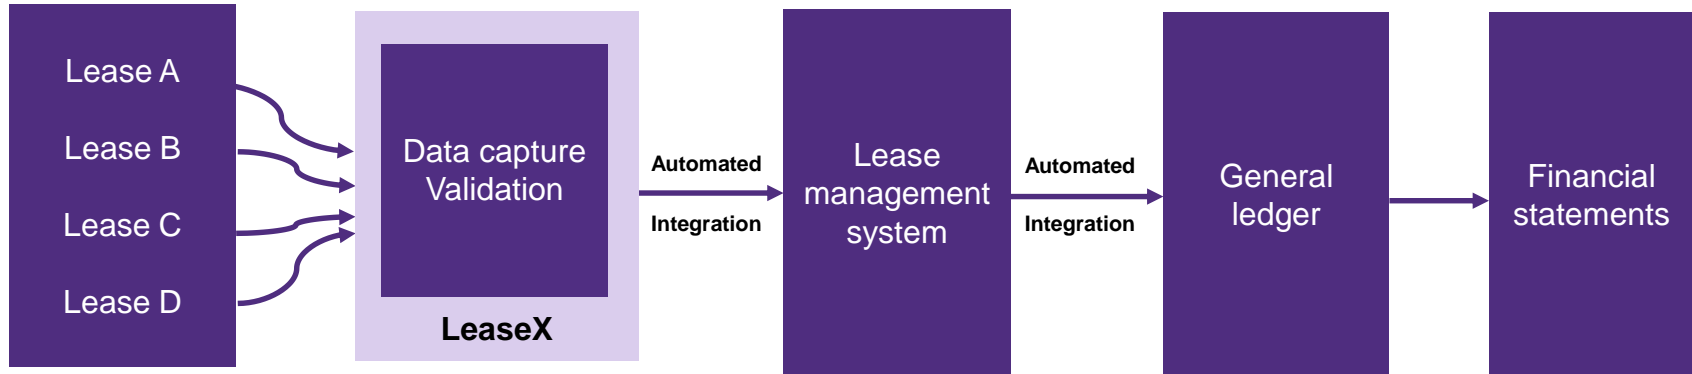 Lease A
Lease B
Lease C
Lease D
Data capture
Validation
LeaseX
Automated
Integration
Lease
management
system
Automated
Integration
General
ledger
Financial
statements